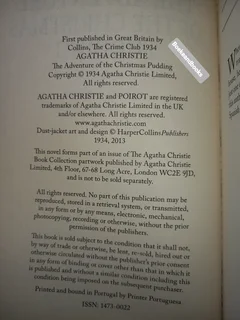 First published in Great Britain by
Collins, The Crime Club 1934
AGATHA CHRISTIE
The Adventure of the Christmas Pudding
Copyright © 1934 Agatha Christie Limited,
All rights reserved.
AGATHA CHRISTIE and POIROT are registered
trademarks of Agatha Christie Limited in the UK
and/or elsewhere. All rights reserved.
www.agathachristie.com
Dust-jacket art and design © HarperCollinsPublishers
1934, 2013
This novel forms part of an issue of The Agatha Christie
Book Collection partwork published by Agatha Christie
Limited, 4th Floor, 67-68 Long Acre, London WC2E 9JD,
and is not to be sold separately.
All rights reserved. No part of this publication may be
reproduced, stored in a retrieval system, or transmitted,
in any form or by any means, electronic, mechanical,
photocopying, recording or otherwise, without the prior
permission of the publishers.
This book is sold subject to the condition that it shall not,
by way of trade or otherwise, be lent, re-sold, hired out or
otherwise circulated without the publisher's prior consent
in any form of binding or cover other than that in which it
is published and without a similar condition including this
condition being imposed on the subsequent purchaser.
Printed and bound in Portugal by Printer Portuguesa
ISSN: 1473-0022